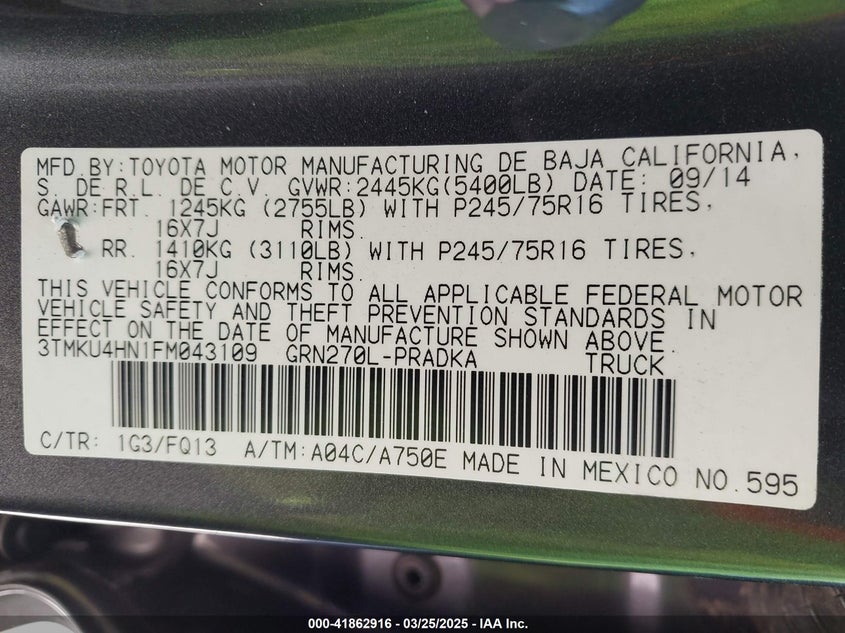 MFD.BY:TOYOTA MOTOR MANUFACTURING DE BAJA CALIFORNIA,
S. DE R.L. DE C.V. GVWR:2445KG(5400LB) DATE: 09/14
GAWR:FRT. 1245KG (2755LB) WITH P245/75R16 TIRES,
16X7J RIMS
RR. 1410KG (3110LB) WITH P245/75R16 TIRES,
16X7J RIMS
THIS VEHICLE CONFORMS TO ALL APPLICABLE FEDERAL MOTOR
VEHICLE SAFETY AND THEFT PREVENTION STANDARDS IN
EFFECT ON THE DATE OF MANUFACTURE SHOWN ABOVE.
3TMKU4HN1FM043109 GRN270L-PRADKA TRUCK
C/TR: 1G3/FQ13 A/TM:A04C/A750E MADE IN MEXICO NO.595
000-41862916 - 03/25/2025 - IAA Inc.